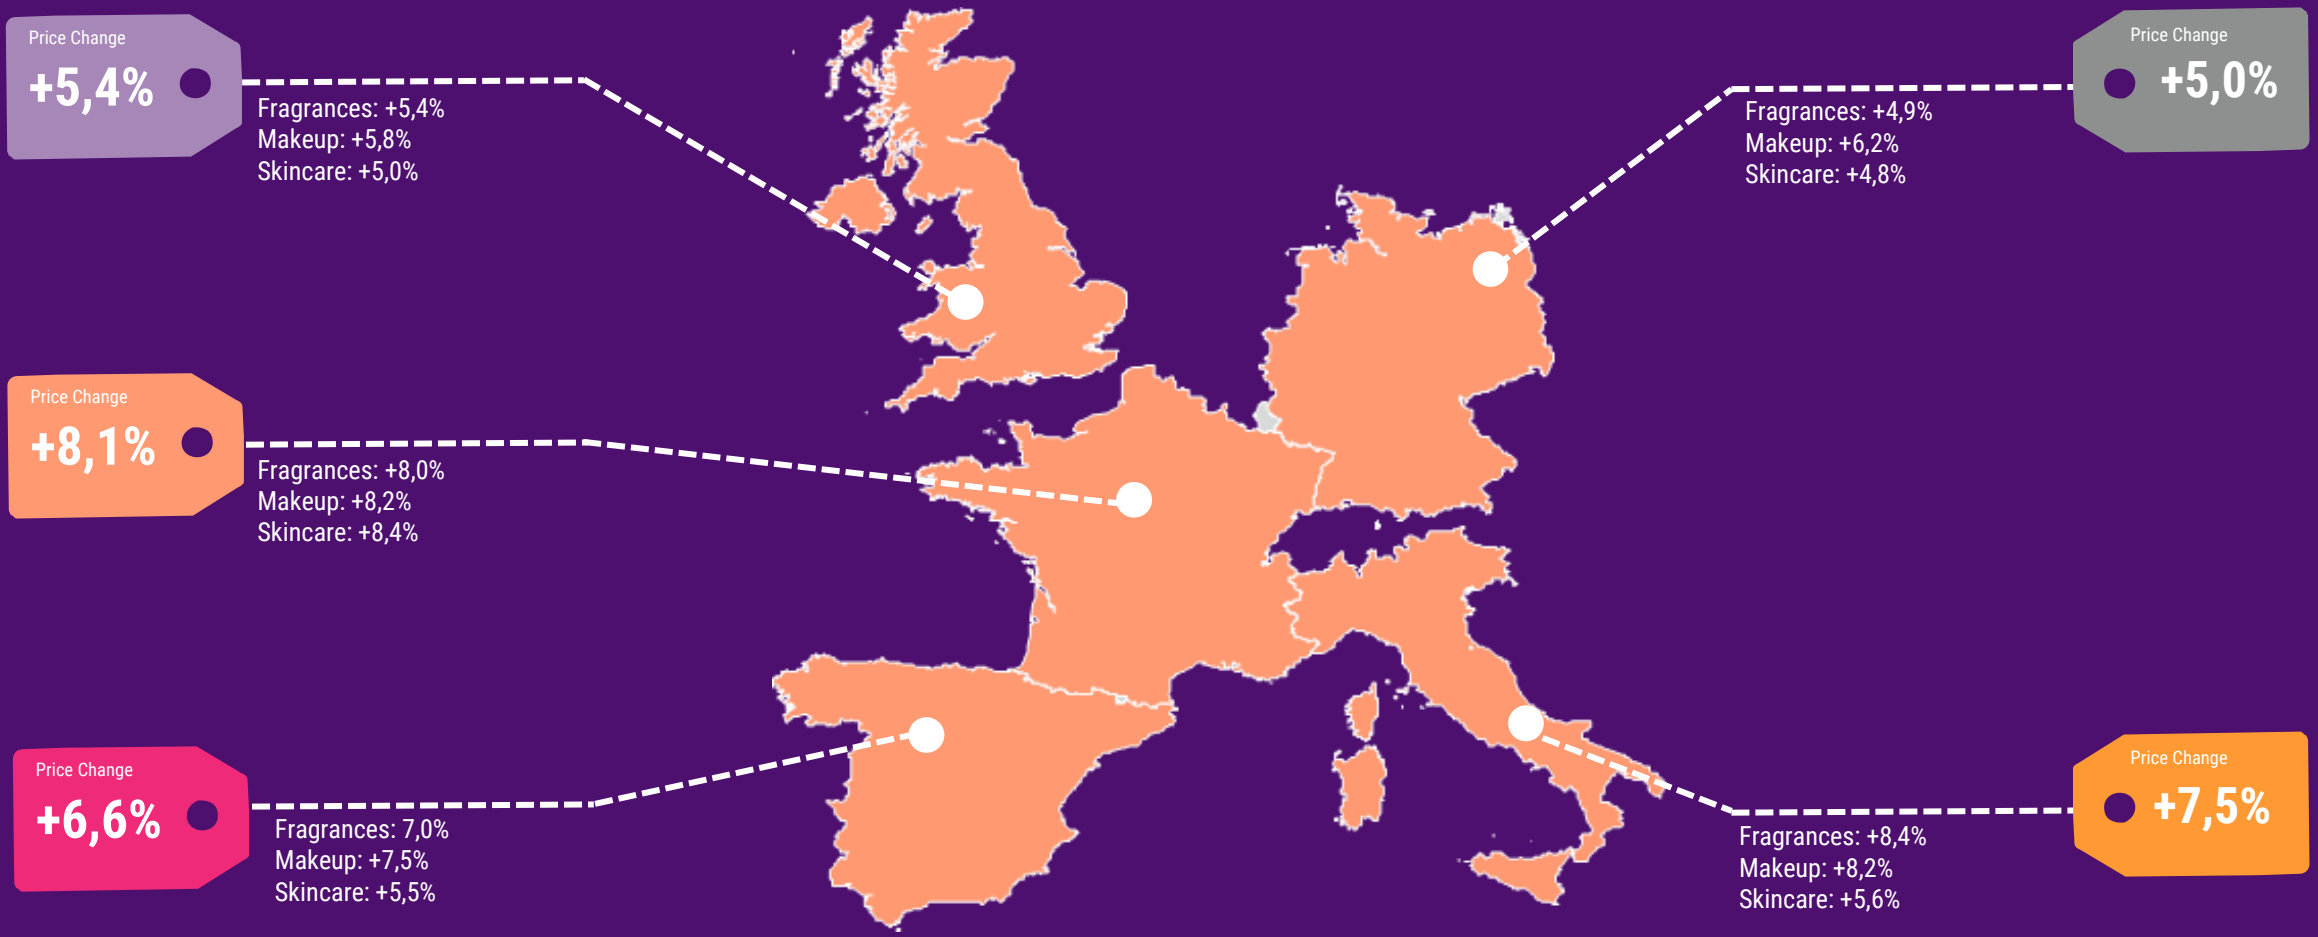 Price Change
+5,4%
Fragrances: +5,4%
Makeup: +5,8%
Skincare: +5,0%
Price Change
+5,0%
Fragrances: +4,9%
Makeup: +6,2%
Skincare: +4,8%
Price Change
+8,1%
Fragrances: +8,0%
Makeup: +8,2%
Skincare: +8,4%
Price Change
+6,6%
Fragrances: 7,0%
Makeup: +7,5%
Skincare: +5,5%
Price Change
+7,5%
Fragrances: +8,4%
Makeup: +8,2%
Skincare: +5,6%